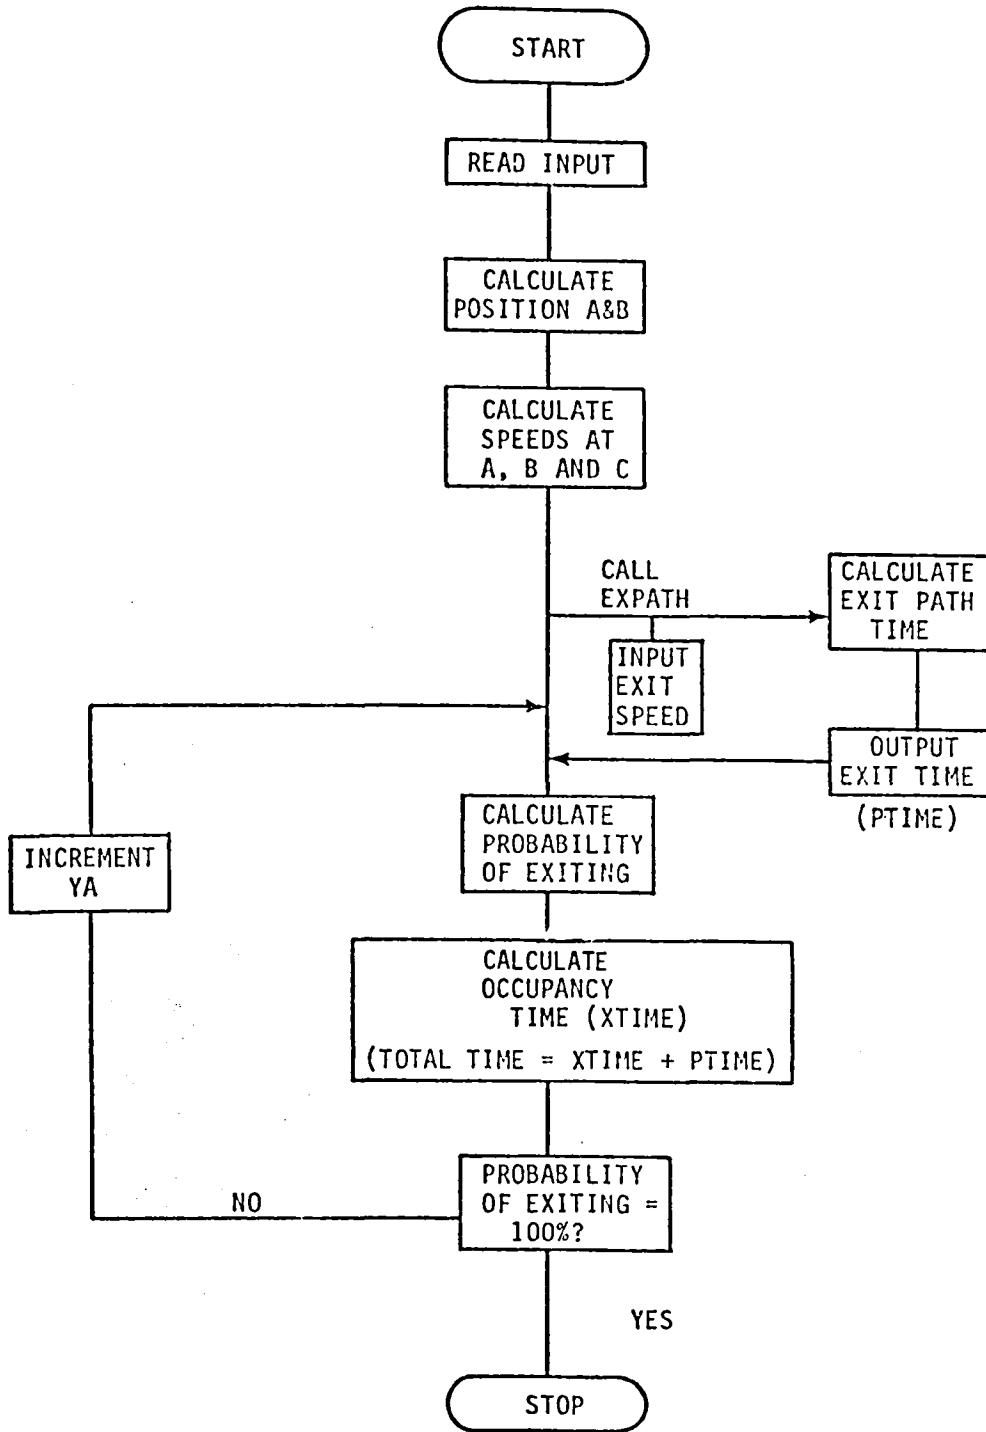 START
READ INPUT
CALCULATE
POSITION A&B
CALCULATE
SPEEDS AT
A, B AND C
CALL
EXPATH
INPUT
EXIT
SPEED
CALCULATE
EXIT PATH
TIME
OUTPUT
EXIT TIME
(PTIME)
CALCULATE
PROBABILITY
OF EXITING
INCREMENT
YA
CALCULATE
OCCUPANCY
TIME (XTIME)
(TOTAL TIME = XTIME + PTIME)
PROBABILITY
OF EXITING =
100%?
NO
YES
STOP